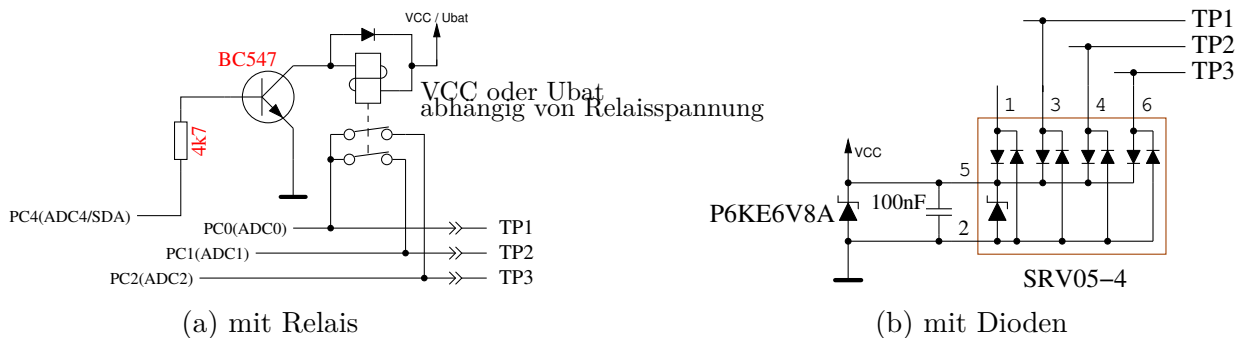 VCC / Ubat
BC547
VCC oder Ubat
abhängig von Relaisspannung
4k7
PC4(ADC4/SDA)
PC0(ADC0)
TP1
PC1(ADC1)
TP2
PC2(ADC2)
TP3
(a) mit Relais
TP1
TP2
TP3
1
3
4
6
VCC
5
P6KE6V8A
100nF
2
SRV05−4
(b) mit Dioden